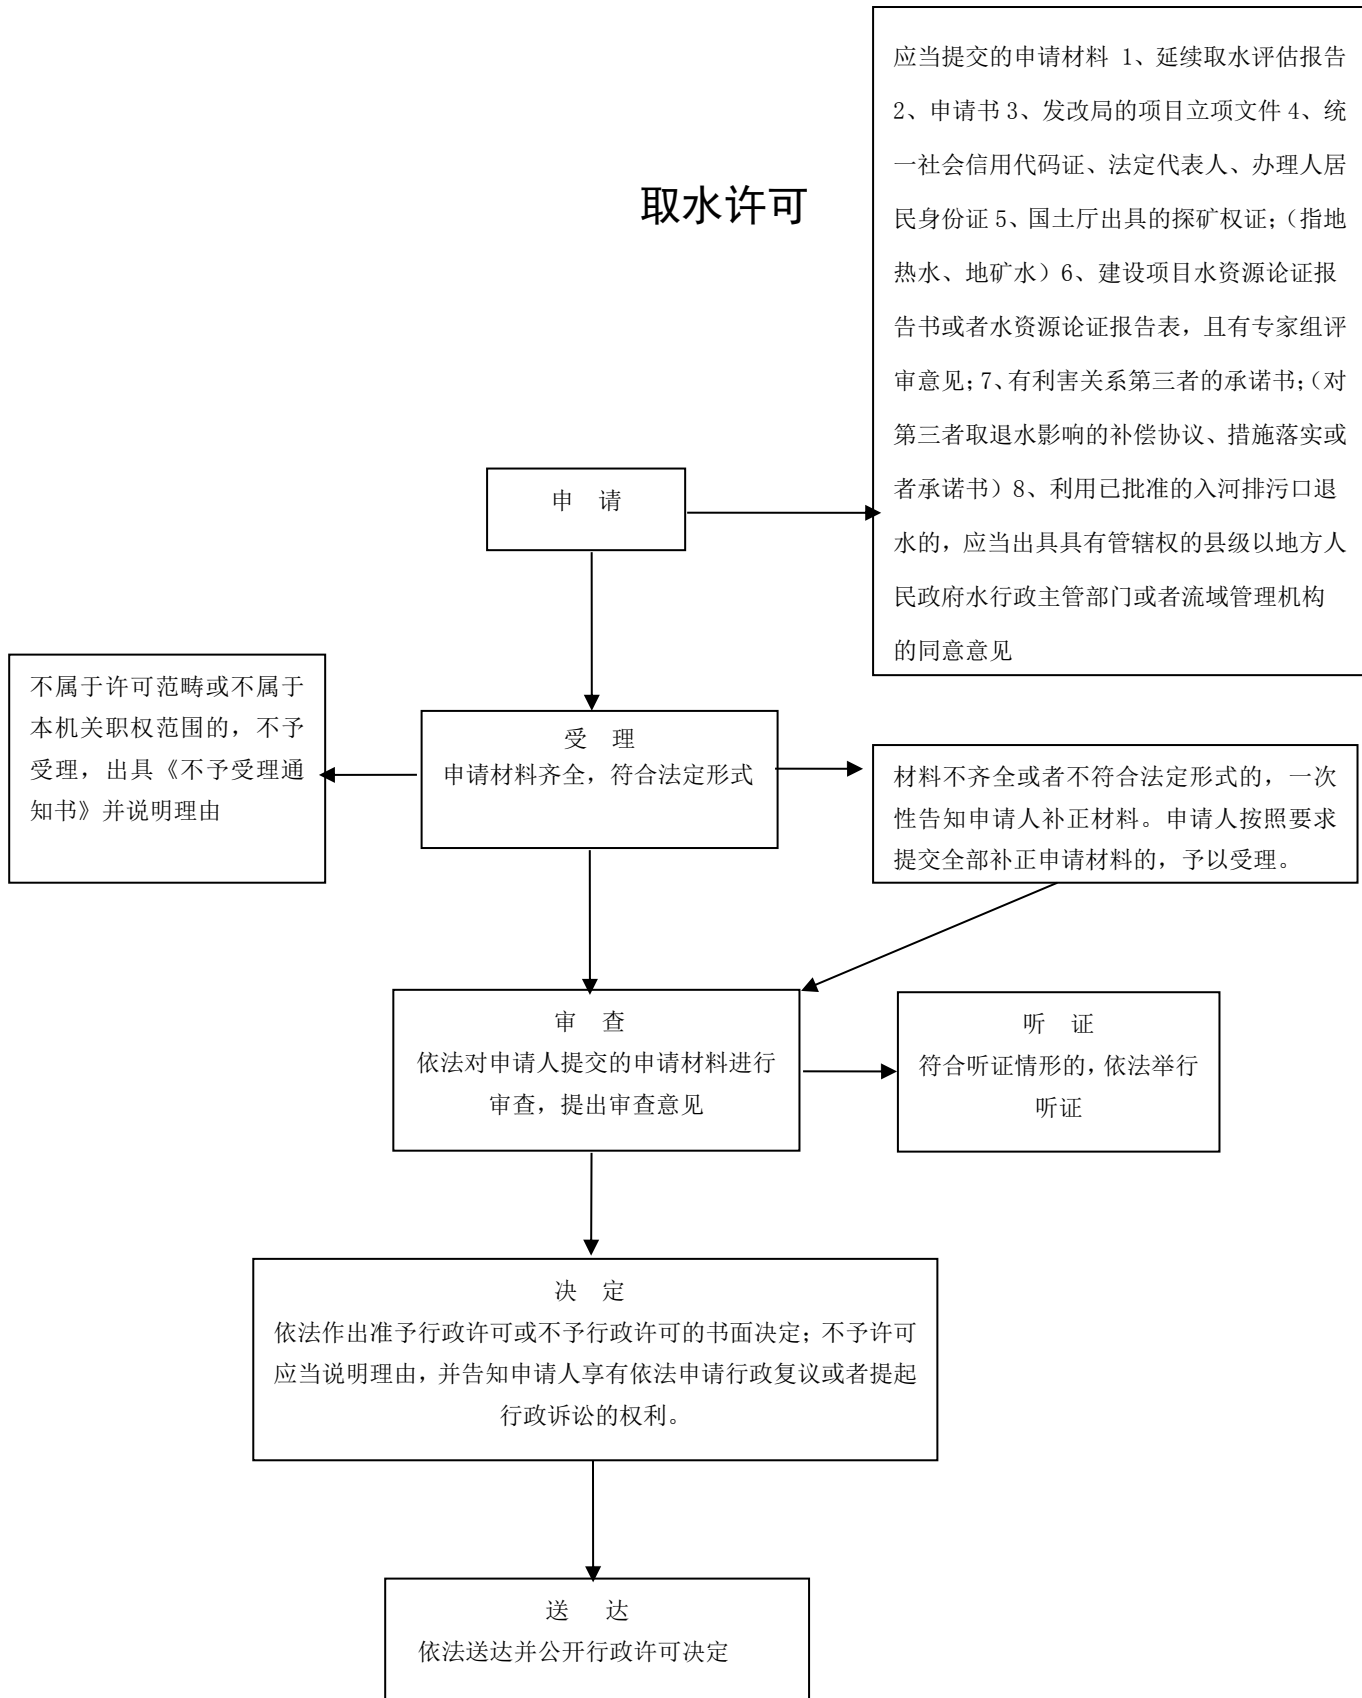 取水许可
应当提交的申请材料 1、延续取水评估报告
2、申请书 3、发改局的项目立项文件 4、统
一社会信用代码证、法定代表人、办理人居
民身份证 5、国土厅出具的探矿权证；（指地
热水、地矿水）6、建设项目水资源论证报
告书或者水资源论证报告表，且有专家组评
审意见；7、有利害关系第三者的承诺书；（对
第三者取退水影响的补偿协议、措施落实或
者承诺书）8、利用已批准的入河排污口退
水的，应当出具具有管辖权的县级以地方人
民政府水行政主管部门或者流域管理机构
的同意意见
申 请
不属于许可范畴或不属于
本机关职权范围的，不予
受理，出具《不予受理通
知书》并说明理由
受 理
申请材料齐全，符合法定形式
材料不齐全或者不符合法定形式的，一次
性告知申请人补正材料。申请人按照要求
提交全部补正申请材料的，予以受理。
审 查
依法对申请人提交的申请材料进行
审查，提出审查意见
听 证
符合听证情形的，依法举行
听证
决 定
依法作出准予行政许可或不予行政许可的书面决定；不予许可
应当说明理由，并告知申请人享有依法申请行政复议或者提起
行政诉讼的权利。
送 达
依法送达并公开行政许可决定